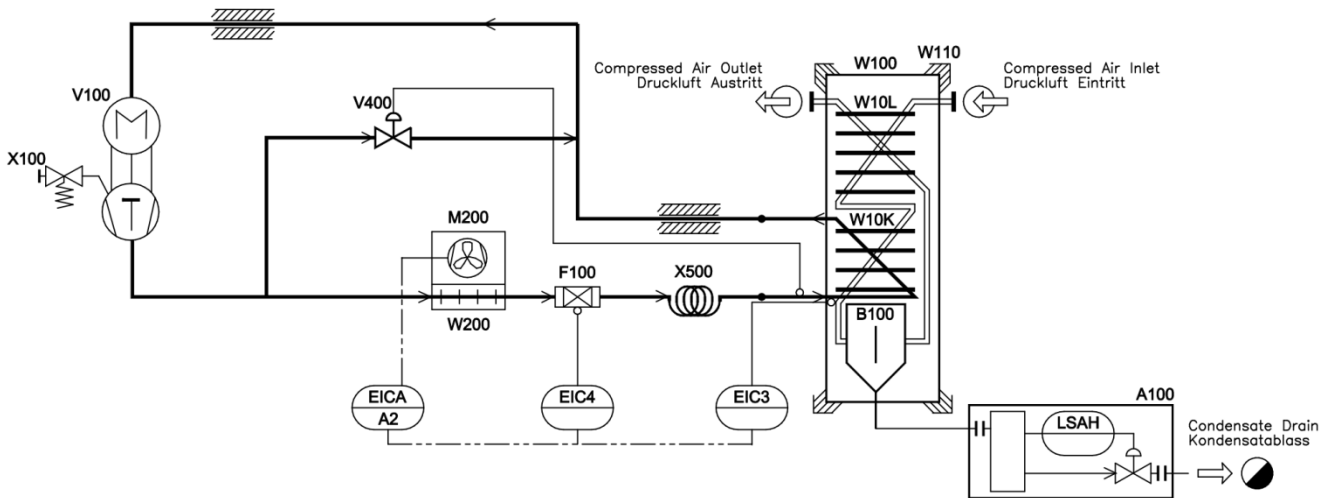 W110
W100
Compressed Air Outlet
Druckluft Austritt
Compressed Air Inlet
Druckluft Eintritt
V100
V400
W10L
X100
M200
W10K
F100
X500
W200
B100
EICA
A2
EIC4
EIC3
A100
LSAH
Condensate Drain
Kondensatablass